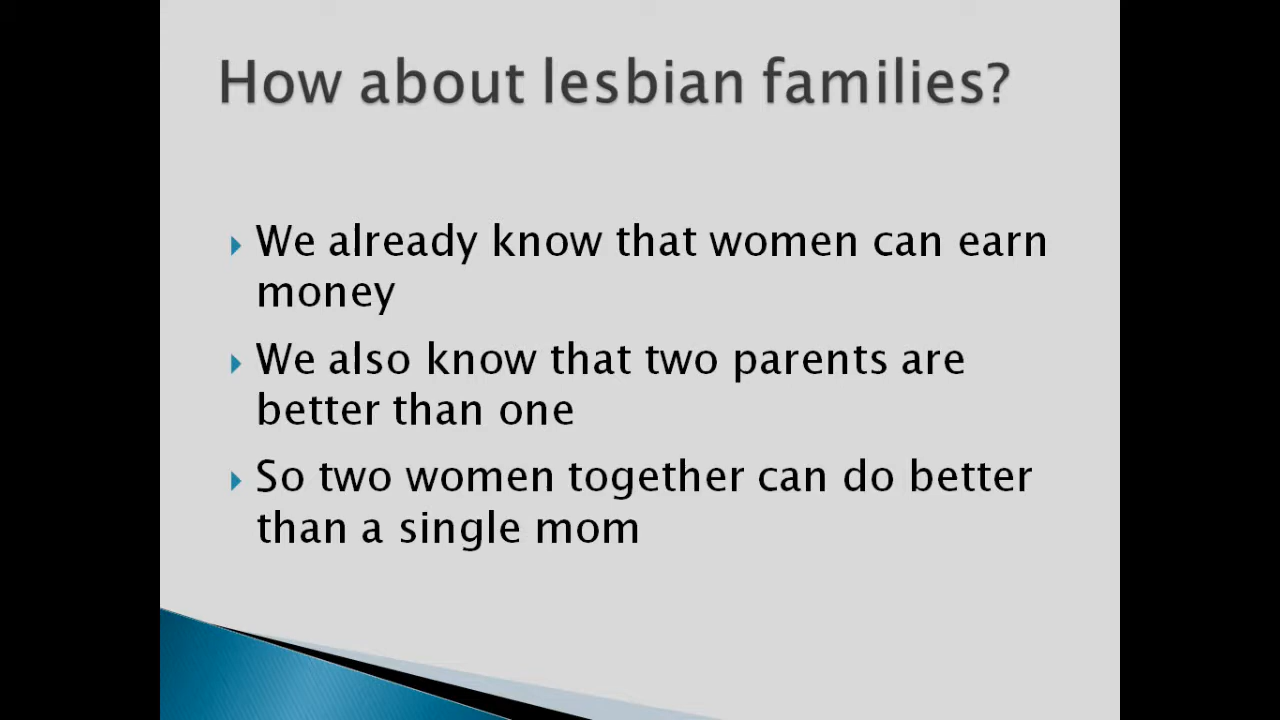 How about lesbian families?
We already know that women can earn
money
We also know that two parents are
better than one
So two women together can do better
than a single mom